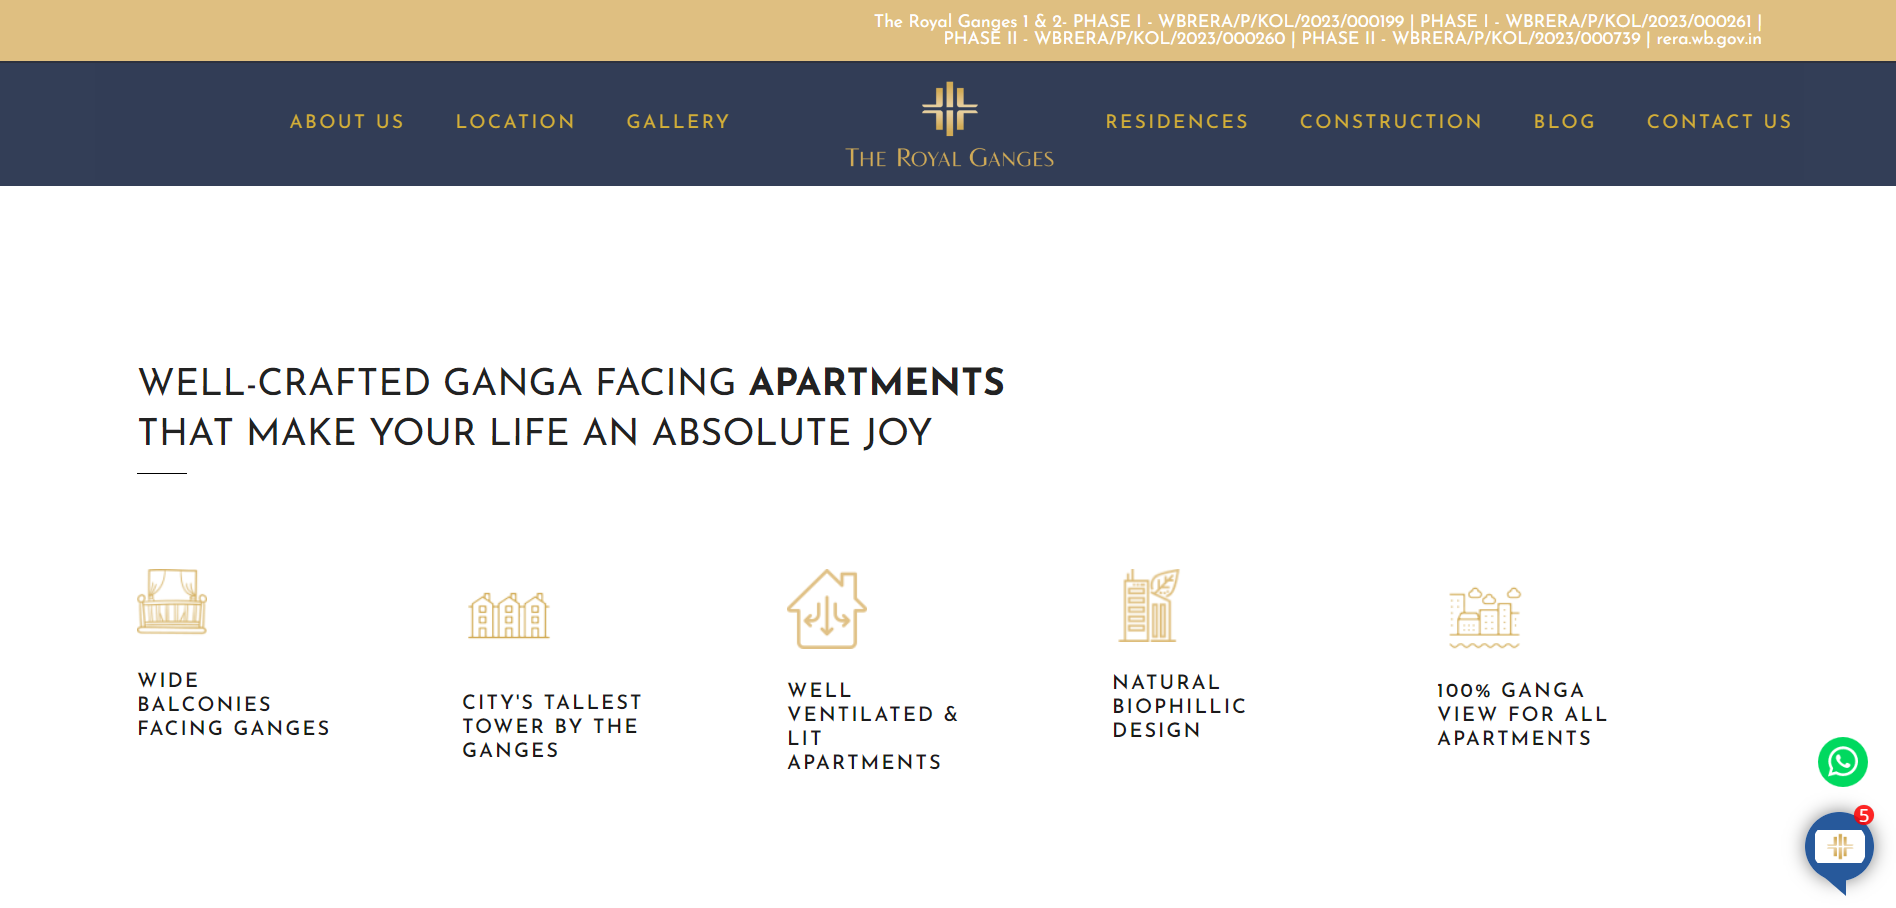 The Royal Ganges 1 & 2- PHASE I - WBRERA/P/KOL/2023/000199 | PHASE I - WBRERA/P/KOL/2023/000261 |
PHASE II - WBRERA/P/KOL/2023/000260 | PHASE II - WBRERA/P/KOL/2023/000739 | rera.wb.gov.in
ABOUT US LOCATION GALLERY THE ROYAL GANGES RESIDENCES CONSTRUCTION BLOG CONTACT US
WELL-CRAFTED GANGA FACING APARTMENTS
THAT MAKE YOUR LIFE AN ABSOLUTE JOY
WIDE
BALCONIES
FACING GANGES
CITY'S TALLEST
TOWER BY THE
GANGES
WELL
VENTILATED &
LIT
APARTMENTS
NATURAL
BIOPHILLIC
DESIGN
100% GANGA
VIEW FOR ALL
APARTMENTS
5